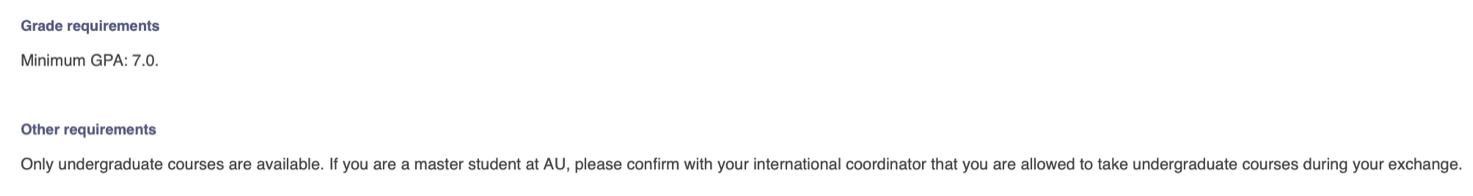 Grade requirements
Minimum GPA: 7.0.
Other requirements
Only undergraduate courses are available. If you are a master student at AU, please confirm with your international coordinator that you are allowed to take undergraduate courses during your exchange.